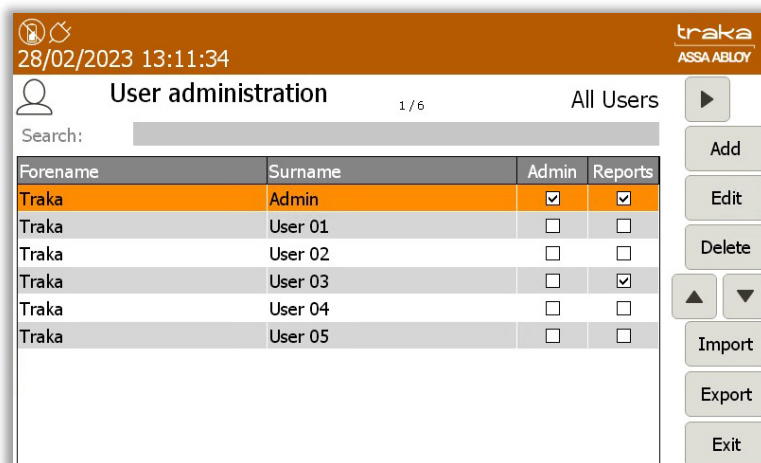 28/02/2023 13:11:34
traka
ASSA ABLOY
User administration
1/6
All Users
Search:
Add
Forename Surname Admin Reports
Traka Admin
Edit
Traka User 01
Delete
Traka User 02
Traka User 03
Traka User 04
Traka User 05
Import
Export
Exit